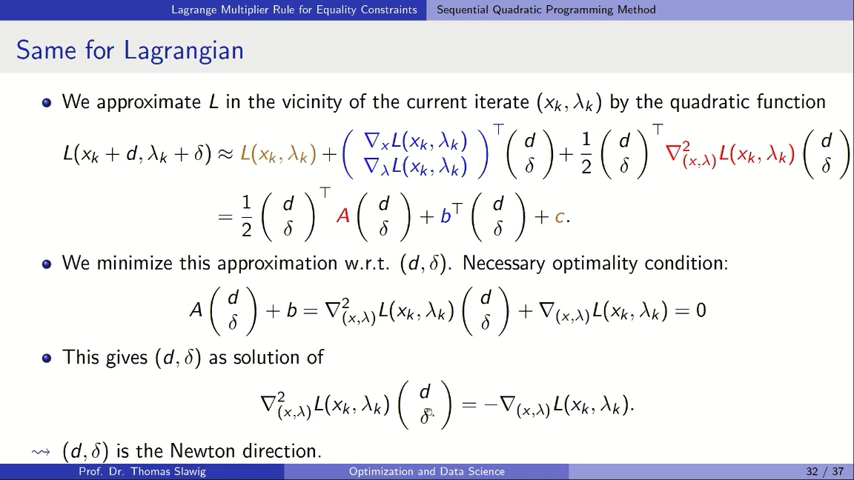 Lagrange Multiplier Rule for Equality Constraints Sequential Quadratic Programming Method
Same for Lagrangian
We approximate L in the vicinity of the current iterate (x_k, λ_k) by the quadratic function
L(x_k + d, λ_k + δ) ≈ L(x_k, λ_k) + ( ∇_x L(x_k, λ_k) ∇_λ L(x_k, λ_k) )^⊤ ( d δ ) + 1/2 ( d δ )^⊤ ∇²_(x,λ) L(x_k, λ_k) ( d δ )
= 1/2 ( d δ )^⊤ A ( d δ ) + b^⊤ ( d δ ) + c.
We minimize this approximation w.r.t. (d, δ). Necessary optimality condition:
A ( d δ ) + b = ∇²_(x,λ) L(x_k, λ_k) ( d δ ) + ∇_(x,λ) L(x_k, λ_k) = 0
This gives (d, δ) as solution of
∇²_(x,λ) L(x_k, λ_k) ( d δ ) = −∇_(x,λ) L(x_k, λ_k).
⇝ (d, δ) is the Newton direction.
Prof. Dr. Thomas Slawig Optimization and Data Science 32 / 37